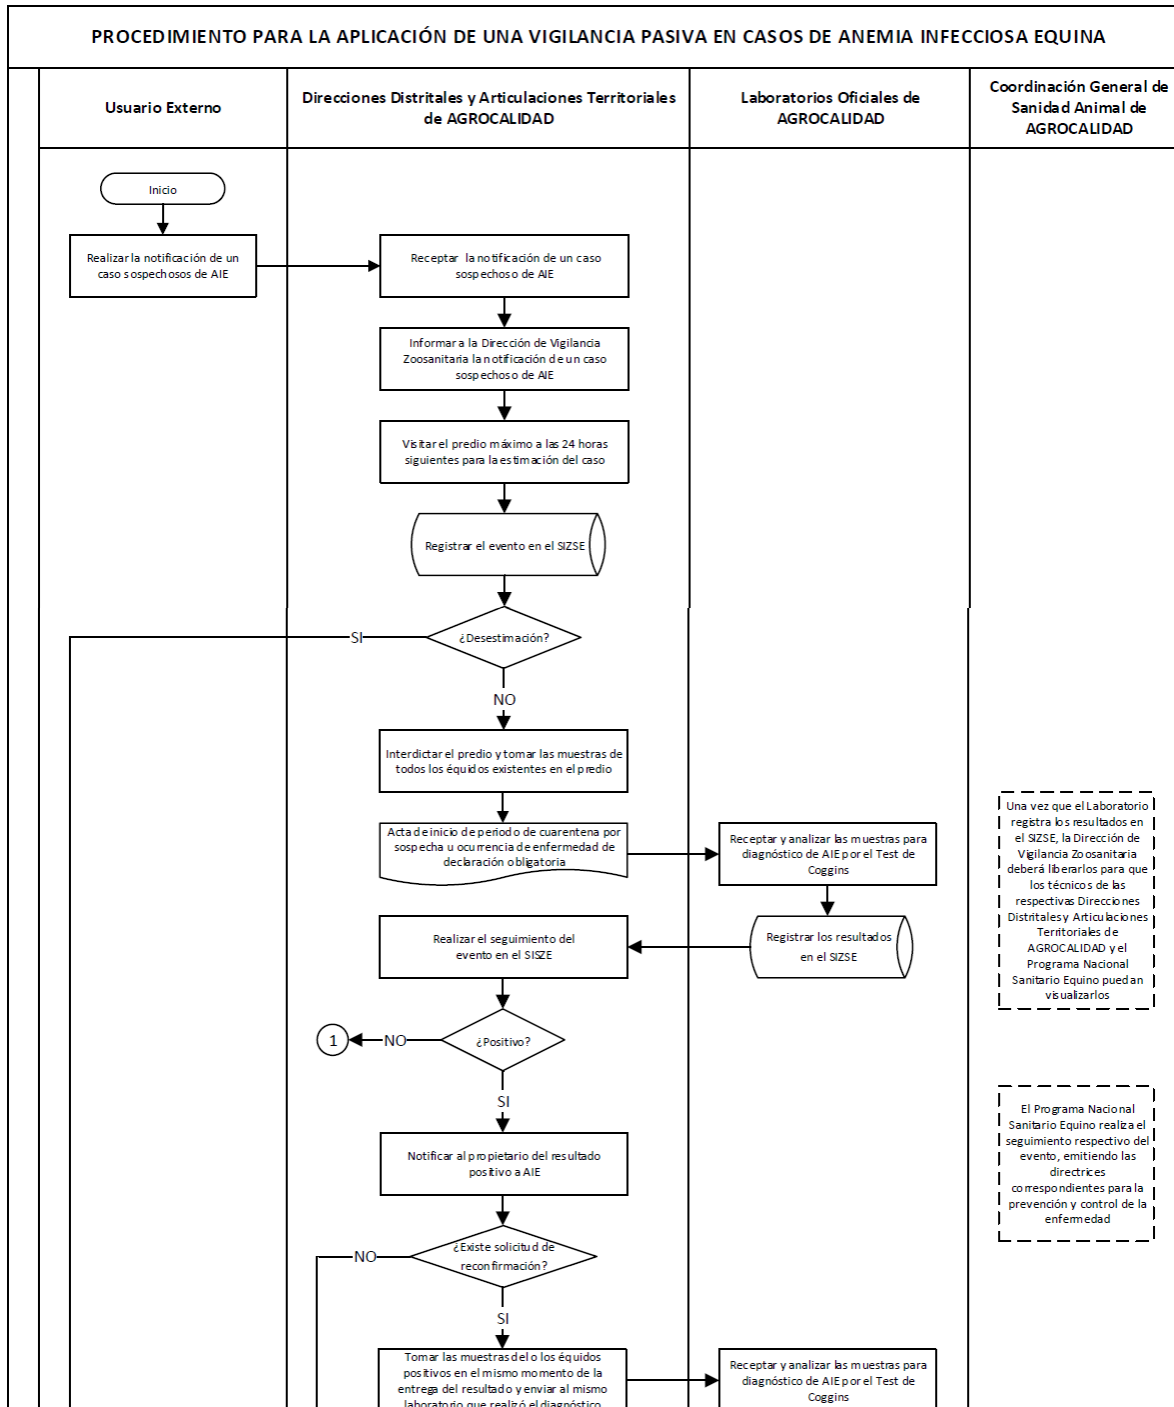 PROCEDIMIENTO PARA LA APLICACIÓN DE UNA VIGILANCIA PASIVA EN CASOS DE ANEMIA INFECCIOSA EQUINA
Usuario Externo
Direcciones Distritales y Articulaciones Territoriales
de AGROCALIDAD
Laboratorios Oficiales de
AGROCALIDAD
Coordinación General de
Sanidad Animal de
AGROCALIDAD
Inicio
Realizar la notificación de un
caso sospechosos de AIE
Receptar la notificación de un caso
sospechoso de AIE
Informar a la Dirección de Vigilancia
Zoosanitaria la notificación de un caso
sospechoso de AIE
Visitar el predio máximo a las 24 horas
siguientes para la estimación del caso
Registrar el evento en el SIZSE
¿Desestimación?
SI
NO
Interdictar el predio y tomar las muestras de
todos los équidos existentes en el predio
Acta de inicio de periodo de cuarentena por
sospecha u ocurrencia de enfermedad de
declaración obligatoria
Receptar y analizar las muestras para
diagnóstico de AIE por el Test de
Coggins
Una vez que el Laboratorio
registra los resultados en
el SIZSE, la Dirección de
Vigilancia Zoosanitaria
deberá liberarlos para que
los técnicos de las
respectivas Direcciones
Distritales y Articulaciones
Territoriales de
AGROCALIDAD y el
Programa Nacional
Sanitario Equino puedan
visualizarlos
Realizar el seguimiento del
evento en el SISZE
Registrar los resultados
en el SIZSE
1
NO
¿Positivo?
SI
Notificar al propietario del resultado
positivo a AIE
El Programa Nacional
Sanitario Equino realiza el
seguimiento respectivo del
evento, emitiendo las
directrices
correspondientes para la
prevención y control de la
enfermedad
NO
¿Existe solicitud de
reconfirmación?
SI
Tomar las muestras del o los équidos
positivos en el mismo momento de la
entrega del resultado y enviar al mismo
laboratorio que realizó el diagnóstico
Receptar y analizar las muestras para
diagnóstico de AIE por el Test de
Coggins